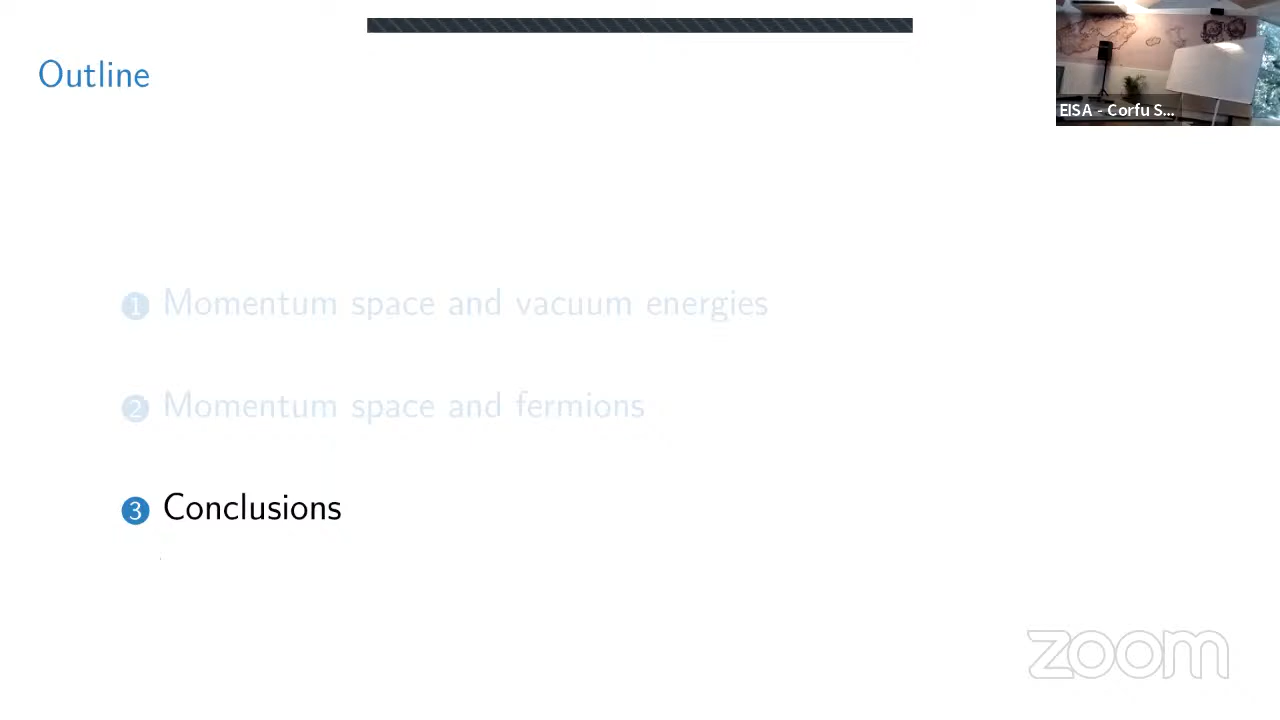 Outline
EISA - Corfu S...
1 Momentum space and vacuum energies
2 Momentum space and fermions
3 Conclusions
zoom